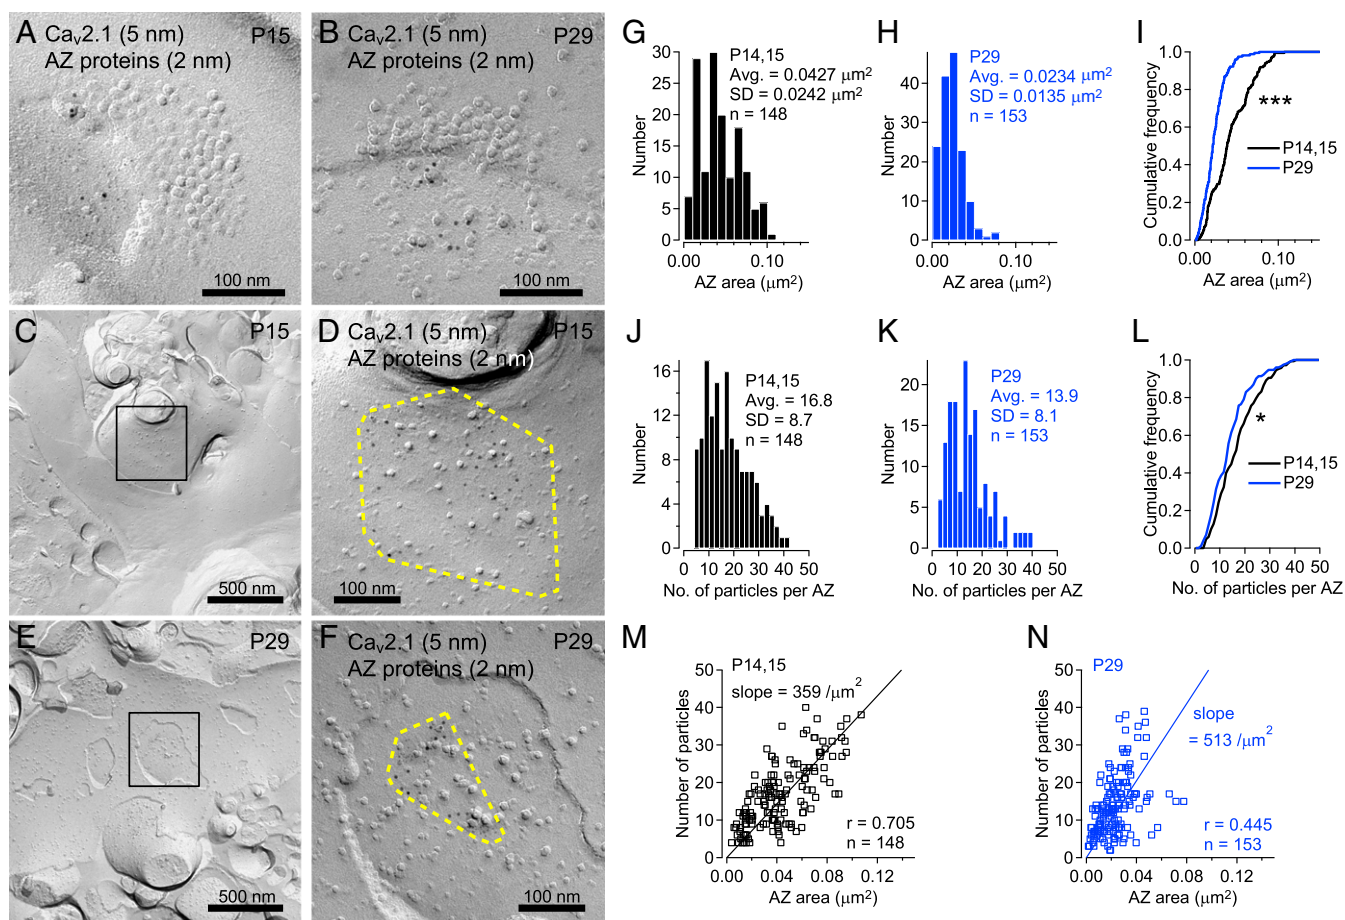 A
Caᵥ2.1 (5 nm)
P15
AZ proteins (2 nm)
100 nm
B
Caᵥ2.1 (5 nm)
P29
AZ proteins (2 nm)
100 nm
C
P15
500 nm
D
Caᵥ2.1 (5 nm)
P15
AZ proteins (2 nm)
100 nm
E
P29
500 nm
F
Caᵥ2.1 (5 nm)
P29
AZ proteins (2 nm)
100 nm
G
30
25
20
15
10
5
0
Number
P14,15
Avg. = 0.0427 μm²
SD = 0.0242 μm²
n = 148
0.00
0.10
AZ area (μm²)
H
40
30
20
10
0
Number
P29
Avg. = 0.0234 μm²
SD = 0.0135 μm²
n = 153
0.00
0.10
AZ area (μm²)
I
1.0
0.8
0.6
0.4
0.2
0.0
Cumulative frequency
***
P14,15
P29
0.00
0.10
AZ area (μm²)
J
16
12
8
4
0
Number
P14,15
Avg. = 16.8
SD = 8.7
n = 148
0 10 20 30 40 50
No. of particles per AZ
K
20
15
10
5
0
Number
P29
Avg. = 13.9
SD = 8.1
n = 153
0 10 20 30 40 50
No. of particles per AZ
L
1.0
0.8
0.6
0.4
0.2
0.0
Cumulative frequency
*
P14,15
P29
0 10 20 30 40 50
No. of particles per AZ
M
50
40
30
20
10
0
Number of particles
P14,15
slope = 359 /μm²
r = 0.705
n = 148
0.00 0.04 0.08 0.12
AZ area (μm²)
N
50
40
30
20
10
0
Number of particles
P29
slope
= 513 /μm²
r = 0.445
n = 153
0.00 0.04 0.08 0.12
AZ area (μm²)